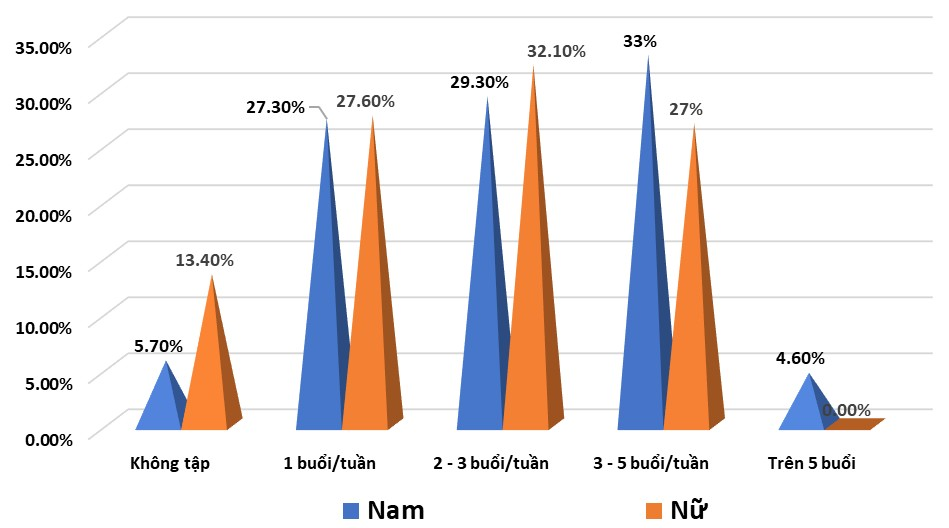 35.00%
30.00%
25.00%
20.00%
15.00%
10.00%
5.00%
0.00%
5.70%
13.40%
27.30%
27.60%
29.30%
32.10%
33%
27%
4.60%
0.00%
Không tập
1 buổi/tuần
2 - 3 buổi/tuần
3 - 5 buổi/tuần
Trên 5 buổi
Nam
Nữ